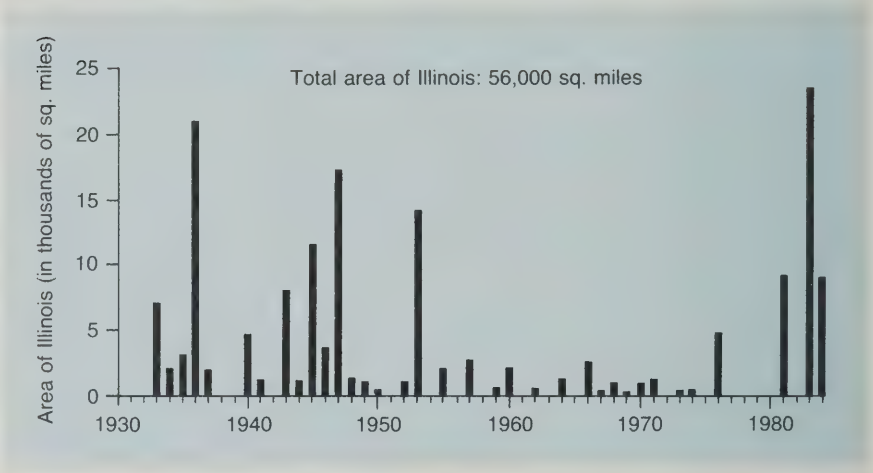 Area of Illinois (in thousands of sq. miles)
Total area of Illinois: 56,000 sq. miles
25
20
15
10
5
0
1930 1940 1950 1960 1970 1980